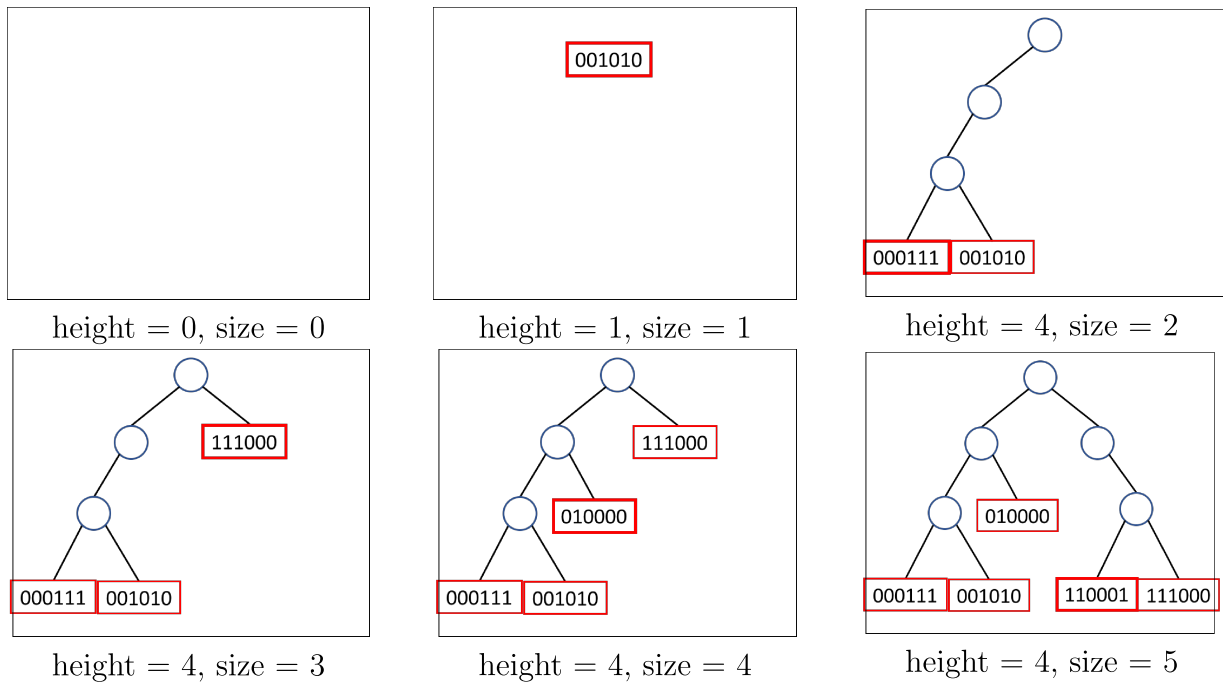 001010
000111 001010
height = 0, size = 0
height = 1, size = 1
height = 4, size = 2
111000
000111 001010
111000
010000
000111 001010
010000
000111 001010 110001 111000
height = 4, size = 3
height = 4, size = 4
height = 4, size = 5